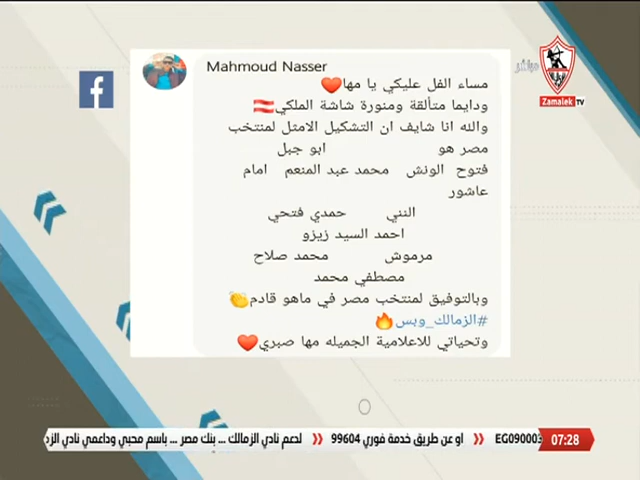 Mahmoud Nasser
مساء الفل عليكي يا مها❤️
ودايما متألقة ومنورة شاشة الملكي🇦🇹
والله انا شايف ان التشكيل الامثل لمنتخب
مصر هو ابو جبل
فتوح الونش محمد عبد المنعم امام
عاشور
النني حمدي فتحي
احمد السيد زيزو
مرموش محمد صلاح
مصطفي محمد
وبالتوفيق لمنتخب مصر في ماهو قادم👏
#الزمالك_وبس🔥
وتحياتي للاعلامية الجميله مها صبري❤️
مباشر
Zamalek TV
07:28
EG090003 » او عن طريق خدمة فوري 99604 » لدعم نادي الزمالك ... بنك مصر ... باسم محبي وداعمي نادي الز